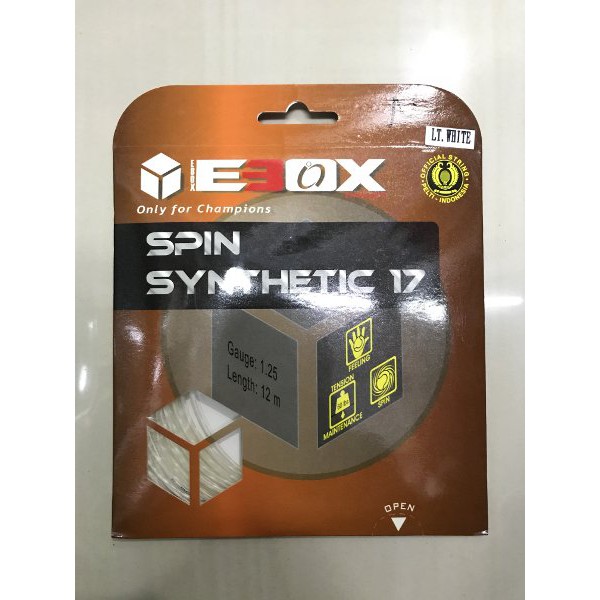 LT. WHITE
OFFICIAL STRING
PELTI - INDONESIA
EBOX
E3OX
Only for Champions
SPIN
SYNTHETIC 17
Gauge: 1.25
Length: 12 m
FEELING
TENSION
MAINTENANCE
SPIN
OPEN